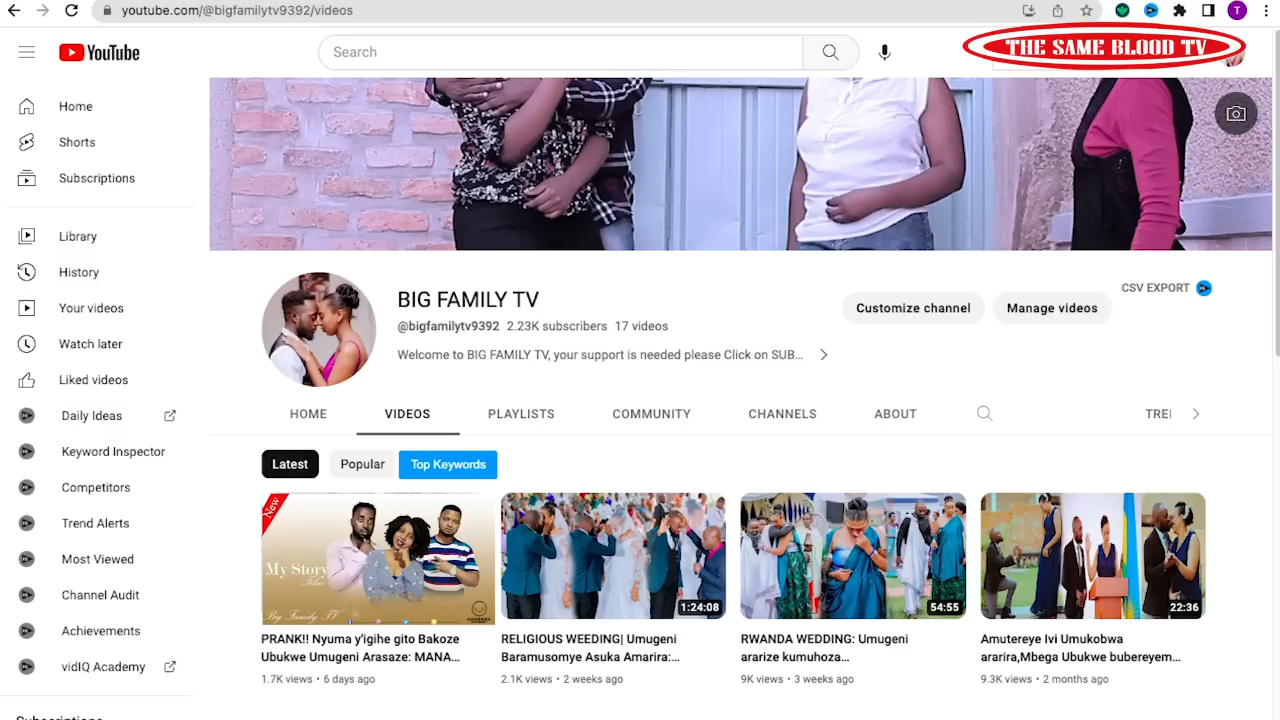 youtube.com/@bigfamilytv9392/videos
T
THE SAME BLOOD TV
YouTube
Search
Home
Shorts
Subscriptions
Library
History
Your videos
Watch later
Liked videos
Daily Ideas
Keyword Inspector
Competitors
Trend Alerts
Most Viewed
Channel Audit
Achievements
vidIQ Academy
Subscriptions
BIG FAMILY TV
@bigfamilytv9392 2.23K subscribers 17 videos
Welcome to BIG FAMILY TV, your support is needed please Click on SUB...
Customize channel
Manage videos
CSV EXPORT
HOME VIDEOS PLAYLISTS COMMUNITY CHANNELS ABOUT TREI
Latest Popular Top Keywords
New
My Story
Big Family TV
1:24:08
54:55
22:36
PRANK!! Nyuma y'igihe gito Bakoze
Ubukwe Umugeni Arasaze: MANA...
1.7K views • 6 days ago
RELIGIOUS WEEDING| Umugeni
Baramusomye Asuka Amarira:...
2.1K views • 2 weeks ago
RWANDA WEDDING: Umugeni
ararize kumuhoza...
9K views • 3 weeks ago
Amutereye Ivi Umukobwa
ararira,Mbega Ubukwe bubereyem...
9.3K views • 2 months ago